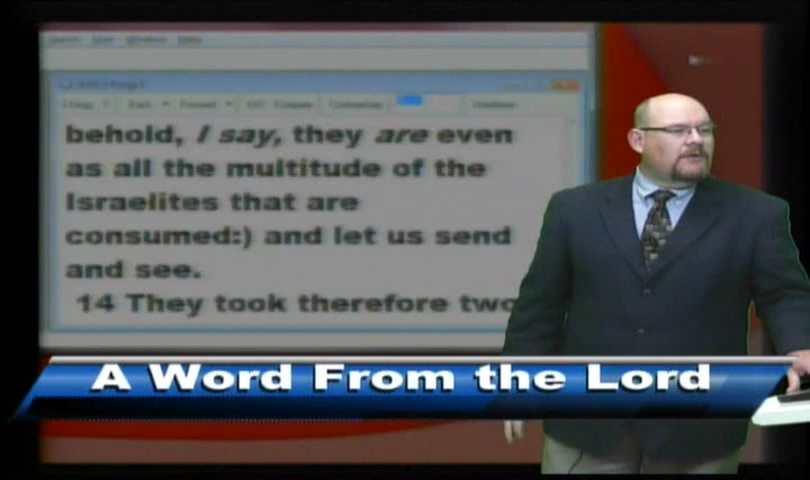 behold, I say, they are even
as all the multitude of the
Israelites that are
consumed:) and let us send
and see.
14 They took therefore two
A Word From the Lord